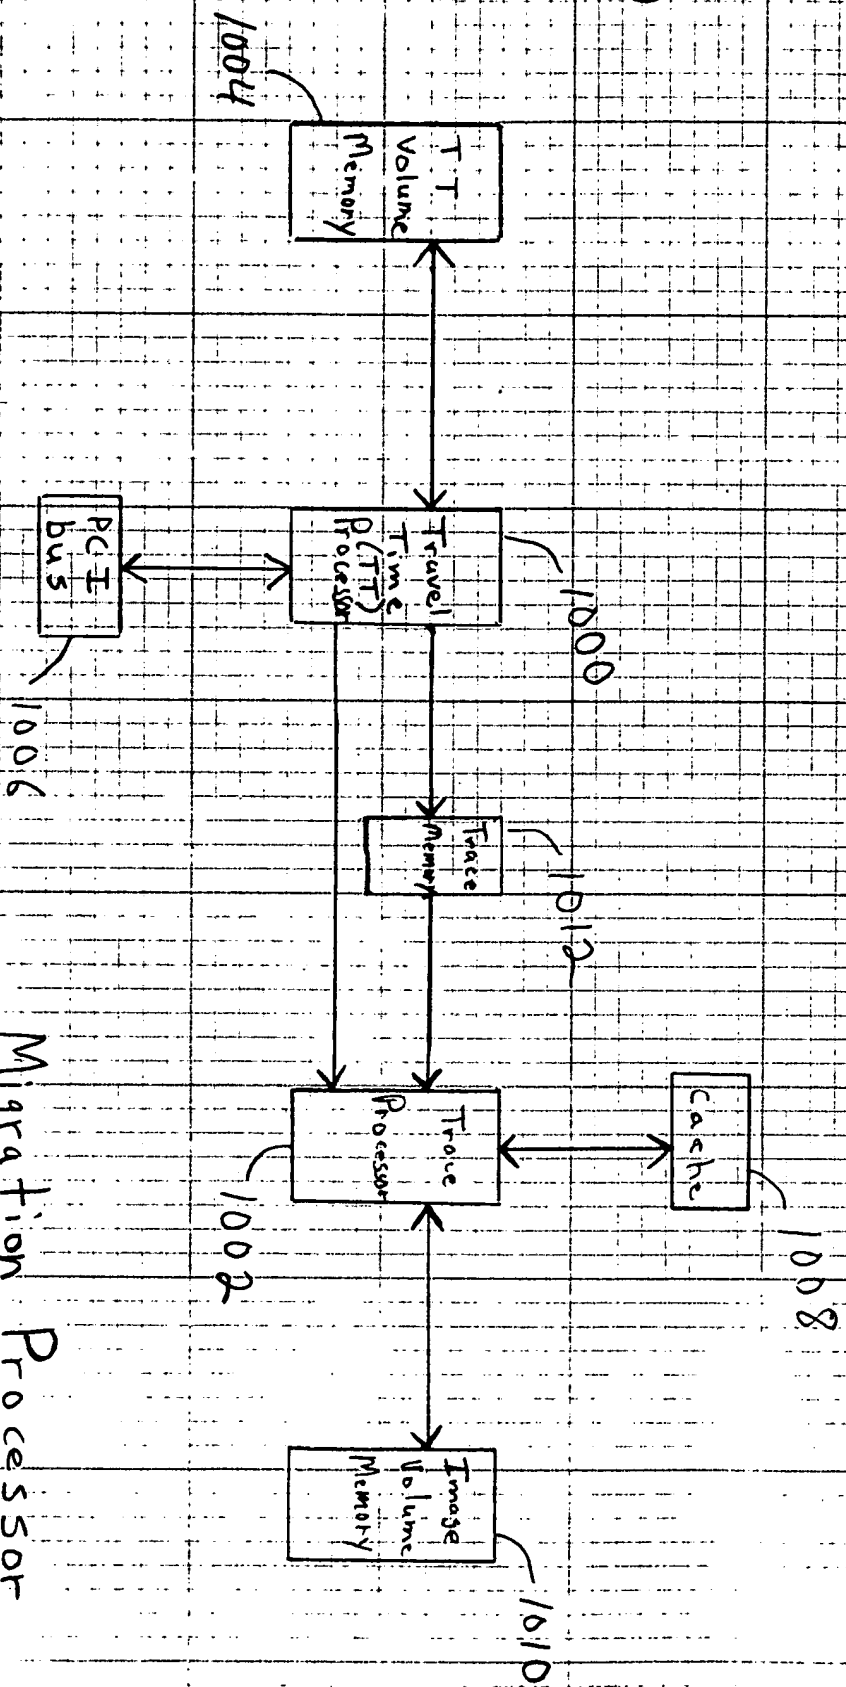 1008
Cache
1000
1012
1010
TT
Volume
Memory
Travel
Time
P(TT)
Processor
Trace
Memory
Trace
Processor
Image
Volume
Memory
1004
1002
PCI
bus
1006
Migration Processor